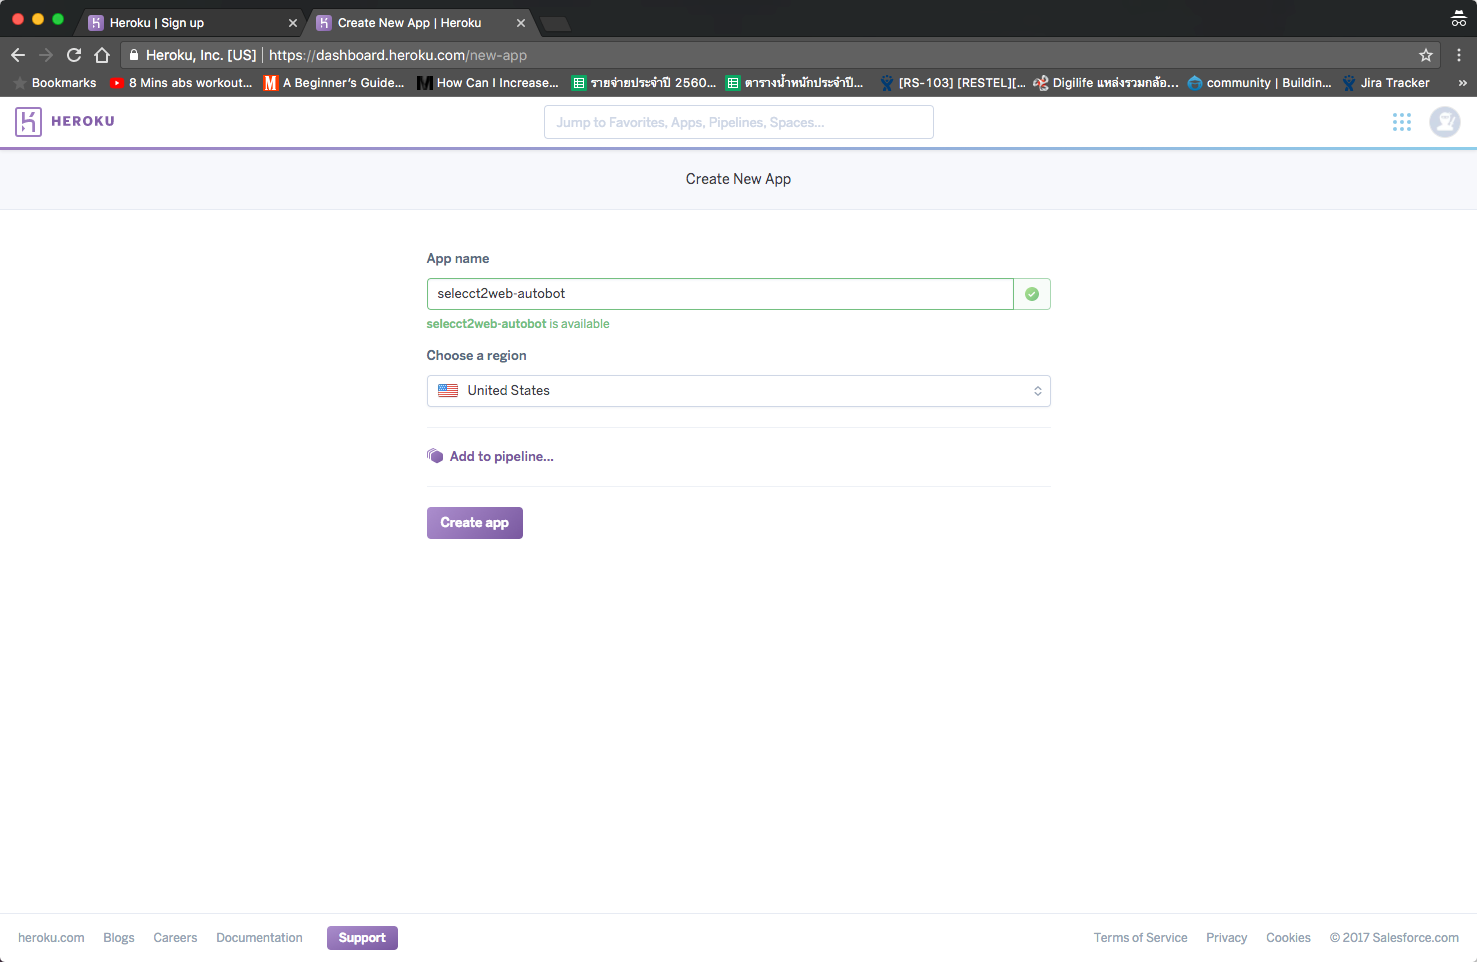 Heroku | Sign up
Create New App | Heroku
Heroku, Inc. [US] | https://dashboard.heroku.com/new-app
Bookmarks 8 Mins abs workout... A Beginner's Guide... How Can I Increase... รายจ่ายประจำปี 2560... ตารางน้ำหนักประจำปี... [RS-103] [RESTEL][... Digilife แหล่งรวมกล้อ... community | Buildin... Jira Tracker »
HEROKU
Jump to Favorites, Apps, Pipelines, Spaces...
Create New App
App name
selecct2web-autobot
selecct2web-autobot is available
Choose a region
United States
Add to pipeline...
Create app
heroku.com Blogs Careers Documentation Support Terms of Service Privacy Cookies © 2017 Salesforce.com